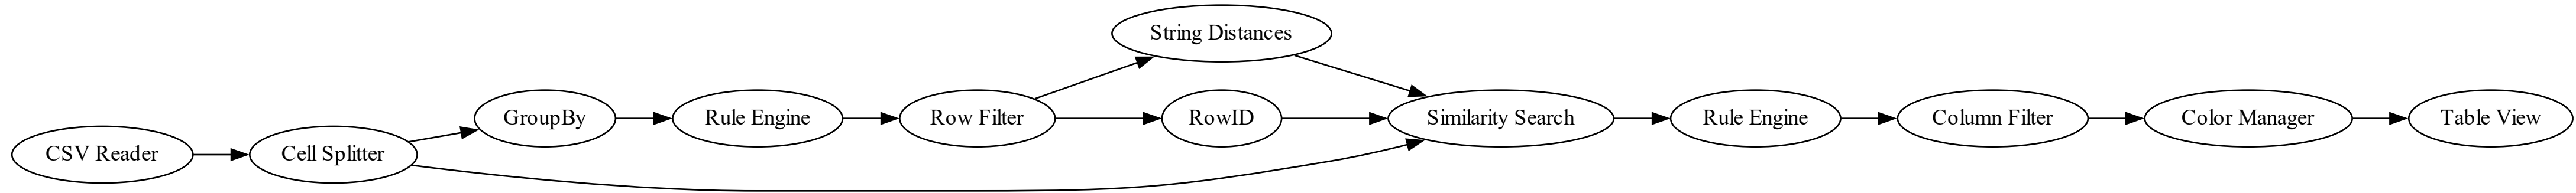 CSV Reader
Cell Splitter
GroupBy
Rule Engine
Row Filter
String Distances
RowID
Similarity Search
Rule Engine
Column Filter
Color Manager
Table View